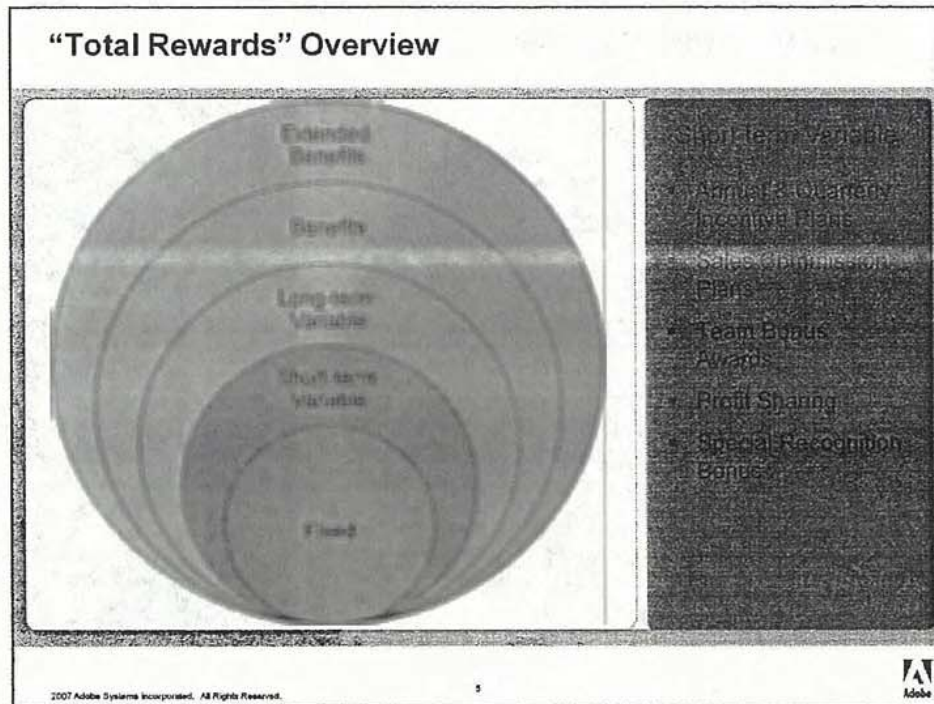 “Total Rewards” Overview
Extended
Benefits
Benefits
Long-term
Variable
Short-term
Variable
Fixed
Short-term Variable
• Annual & Quarterly
Incentive Plans
• Sales Commission
Plans
• Team Bonus
Awards
• Profit Sharing
• Special Recognition
Bonus
2007 Adobe Systems Incorporated. All Rights Reserved.
5
Adobe